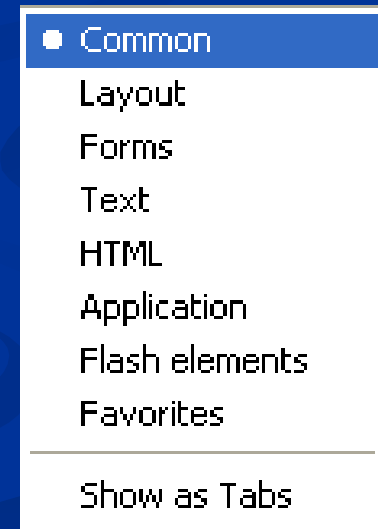 Common
Layout
Forms
Text
HTML
Application
Flash elements
Favorites
Show as Tabs